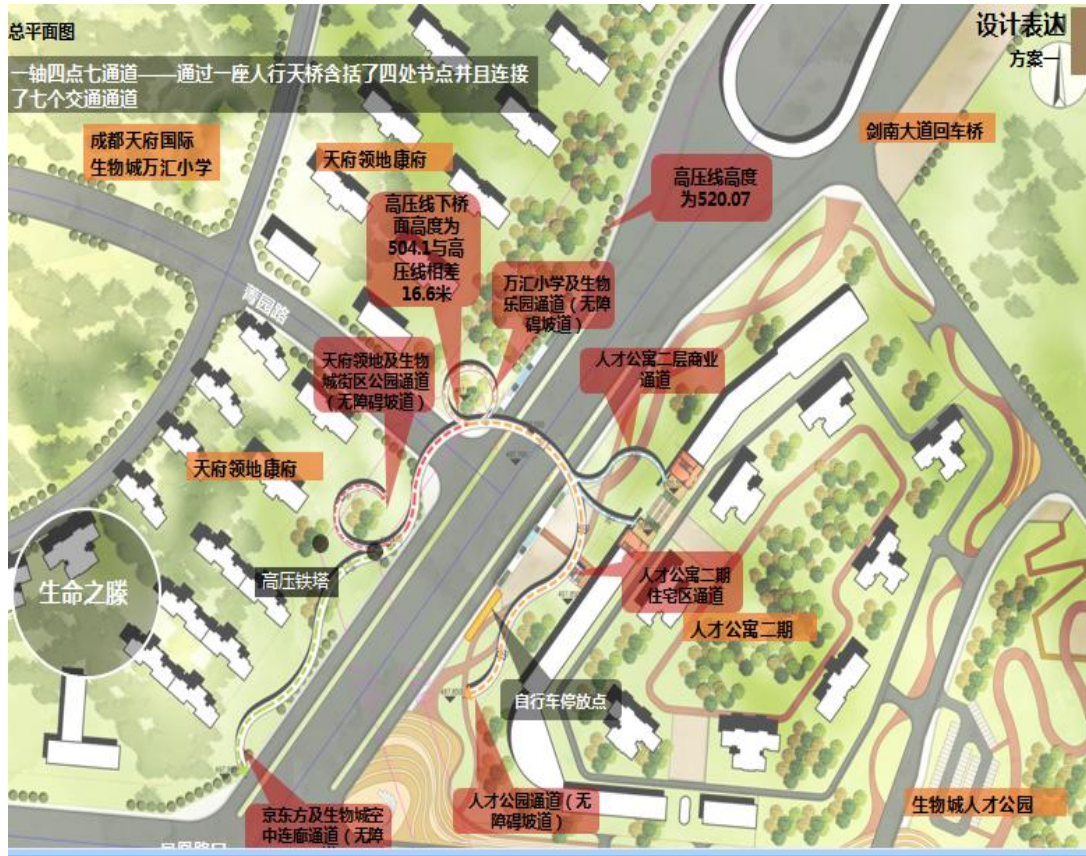 总平面图
设计表达
方案一
一轴四点七通道——通过一座人行天桥含括了四处节点并且连接
了七个交通通道
成都天府国际
生物城万汇小学
天府领地康府
剑南大道回车桥
高压线高度
为520.07
高压线下桥
面高度为
504.1与高
压线相差
16.6米
万汇小学及生物
乐园通道（无障
碍坡道）
菁园路
天府领地及生物
城街区公园通道
（无障碍坡道）
人才公寓二层商业
通道
天府领地康府
高压铁塔
生命之滕
人才公寓二期
住宅区通道
人才公寓二期
自行车停放点
人才公园通道（无
障碍坡道）
京东方及生物城空
中连廊通道（无障
生物城人才公园